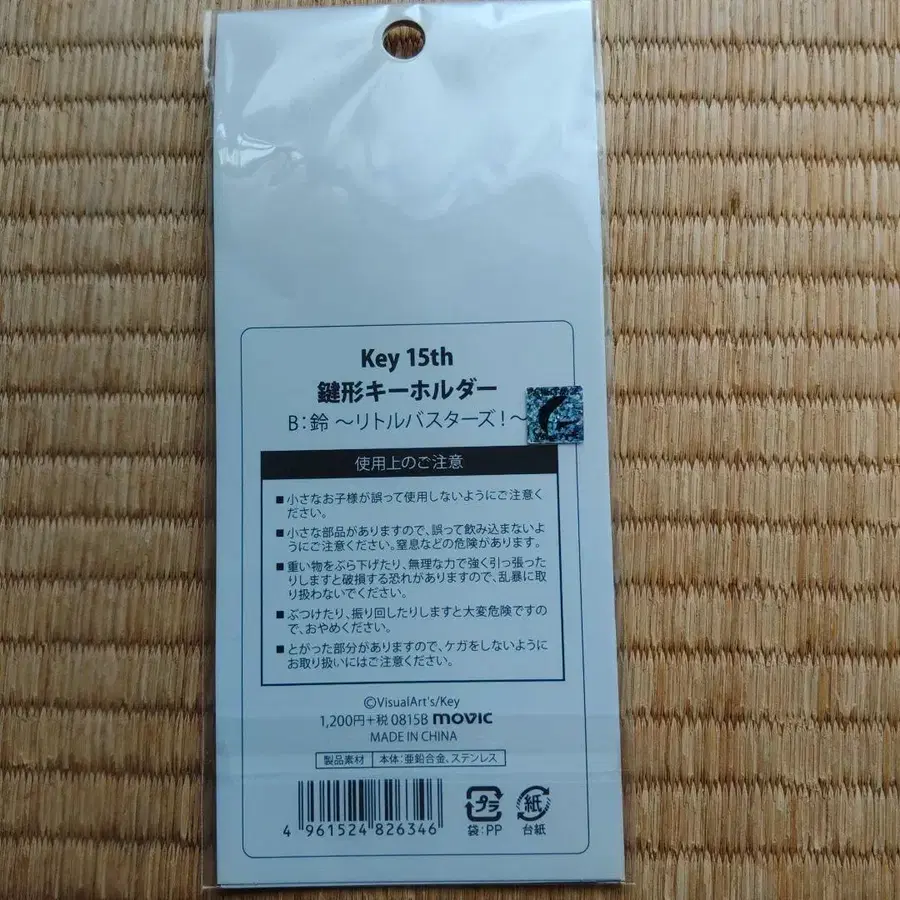 Key 15th
鍵形キーホルダー
B：鈴 ～リトルバスターズ！～
使用上のご注意
■小さなお子様が誤って使用しないようにご注意く
ださい。
■小さな部品がありますので、誤って飲み込まないよ
うにご注意ください。窒息などの危険があります。
■重い物をぶら下げたり、無理な力で強く引っ張った
りしますと破損する恐れがありますので、乱暴に取
り扱わないでください。
■ぶつけたり、振り回したりしますと大変危険ですの
で、おやめください。
■とがった部分がありますので、ケガをしないように
お取り扱いにはご注意ください。
©VisualArt's/Key
1,200円+税 0815B movic
MADE IN CHINA
製品素材 本体：亜鉛合金、ステンレス
4 961524 826346
プラ 紙
袋：PP 台紙